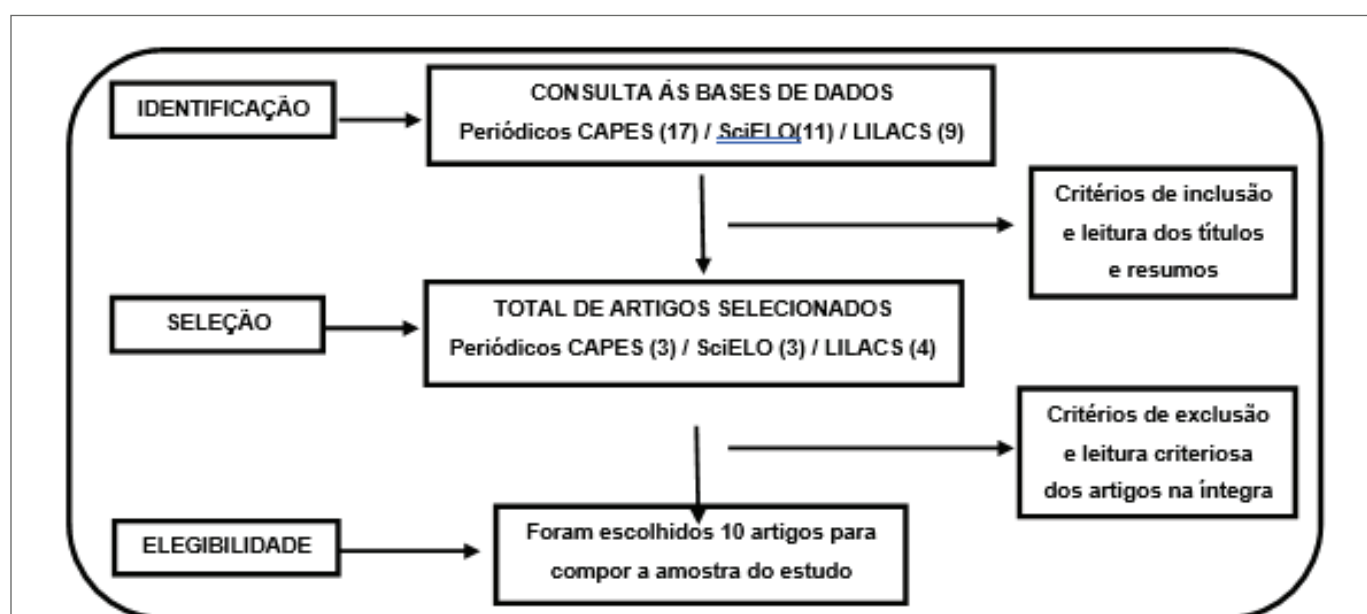 IDENTIFICAÇÃO
CONSULTA ÁS BASES DE DADOS
Periódicos CAPES (17) / SciELO(11) / LILACS (9)
Critérios de inclusão
e leitura dos títulos
e resumos
SELEÇÃO
TOTAL DE ARTIGOS SELECIONADOS
Periódicos CAPES (3) / SciELO (3) / LILACS (4)
Critérios de exclusão
e leitura criteriosa
dos artigos na íntegra
ELEGIBILIDADE
Foram escolhidos 10 artigos para
compor a amostra do estudo